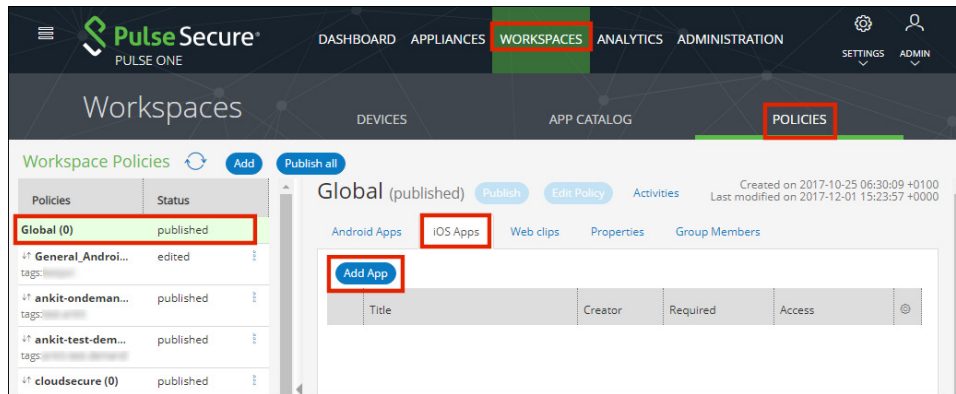 Pulse Secure®
PULSE ONE
DASHBOARD APPLIANCES WORKSPACES ANALYTICS ADMINISTRATION
SETTINGS ADMIN
Workspaces
DEVICES APP CATALOG POLICIES
Workspace Policies Add Publish all
Global (published) Publish Edit Policy Activities
Created on 2017-10-25 06:30:09 +0100
Last modified on 2017-12-01 15:23:57 +0000
Policies Status
Global (0) published
General_Androi... edited
tags:
ankit-ondeman... published
tags:
ankit-test-dem... published
tags:
cloudsecure (0) published
Android Apps iOS Apps Web clips Properties Group Members
Add App
Title Creator Required Access